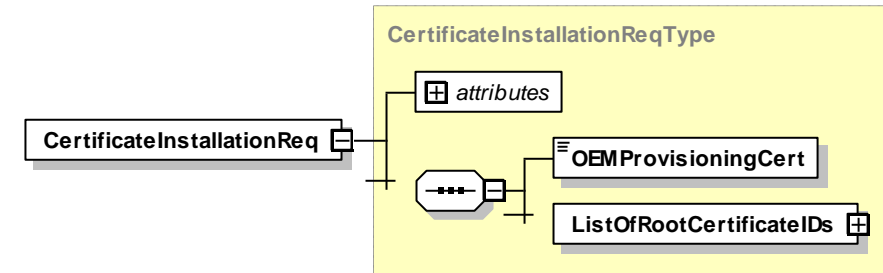 CertificateInstallationReqType
attributes
CertificateInstallationReq
OEMProvisioningCert
ListOfRootCertificateIDs